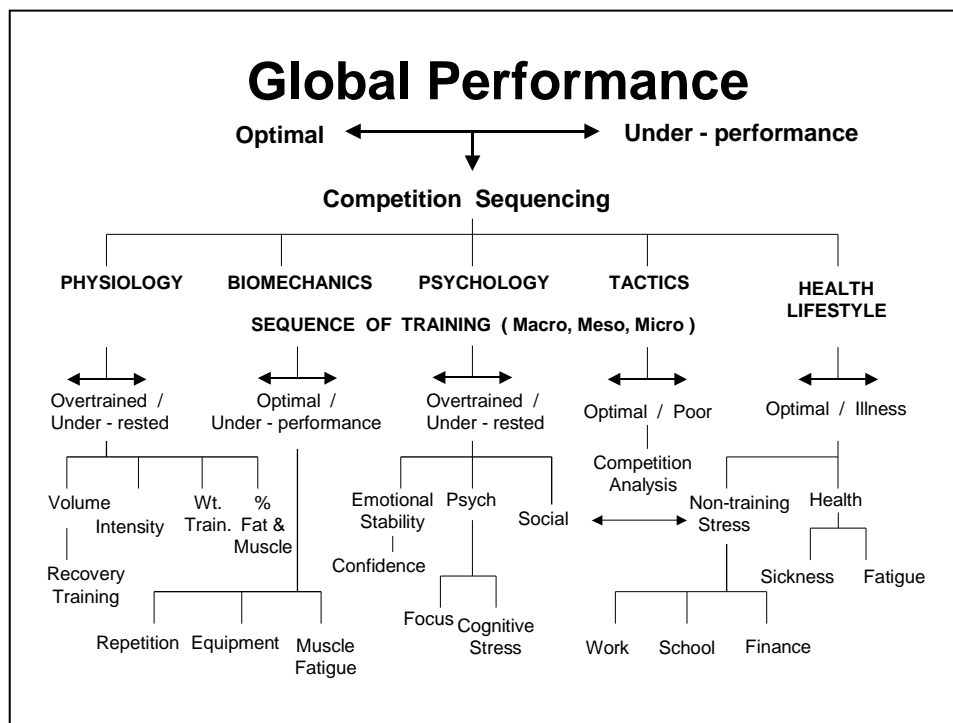 Global Performance
Optimal
Under - performance
Competition Sequencing
PHYSIOLOGY
BIOMECHANICS
PSYCHOLOGY
TACTICS
HEALTH
LIFESTYLE
SEQUENCE OF TRAINING ( Macro, Meso, Micro )
Overtrained /
Under - rested
Optimal /
Under - performance
Overtrained /
Under - rested
Optimal / Poor
Optimal / Illness
Competition
Analysis
Volume
Intensity
Wt.
Train.
%
Fat &
Muscle
Emotional
Stability
Psych
Social
Non-training
Stress
Health
Recovery
Training
Confidence
Sickness
Fatigue
Repetition
Equipment
Muscle
Fatigue
Focus
Cognitive
Stress
Work
School
Finance